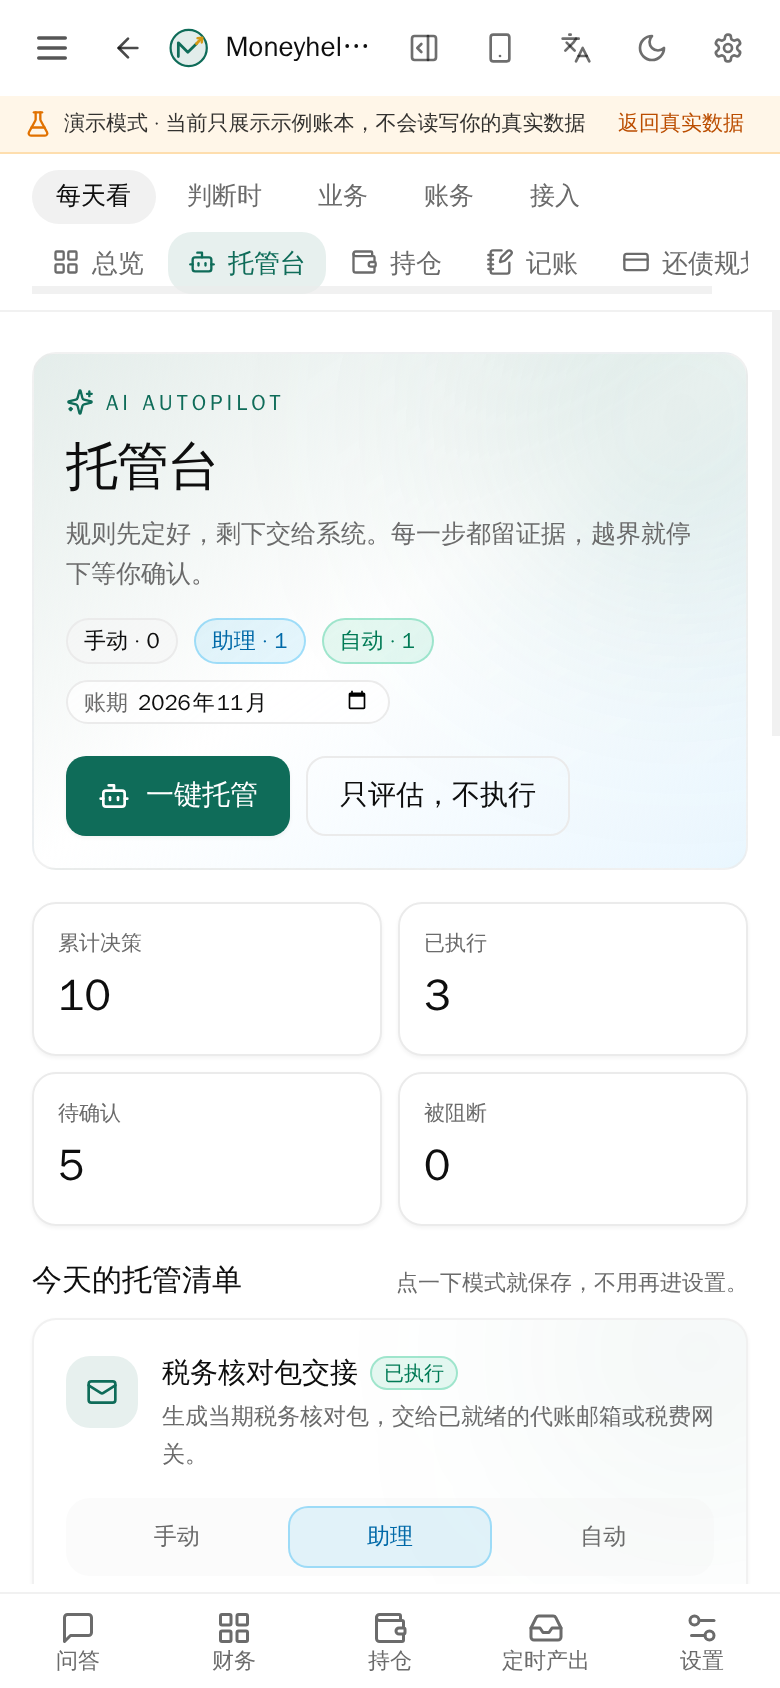 Moneyhel···
演示模式 · 当前只展示示例账本，不会读写你的真实数据
返回真实数据
每天看
判断时
业务
账务
接入
总览
托管台
持仓
记账
还债规划
AI AUTOPILOT
托管台
规则先定好，剩下交给系统。每一步都留证据，越界就停
下等你确认。
手动 · 0
助理 · 1
自动 · 1
账期 2026年11月
一键托管
只评估，不执行
累计决策
10
已执行
3
待确认
5
被阻断
0
今天的托管清单
点一下模式就保存，不用再进设置。
税务核对包交接
已执行
生成当期税务核对包，交给已就绪的代账邮箱或税费网
关。
手动
助理
自动
问答
财务
持仓
定时产出
设置